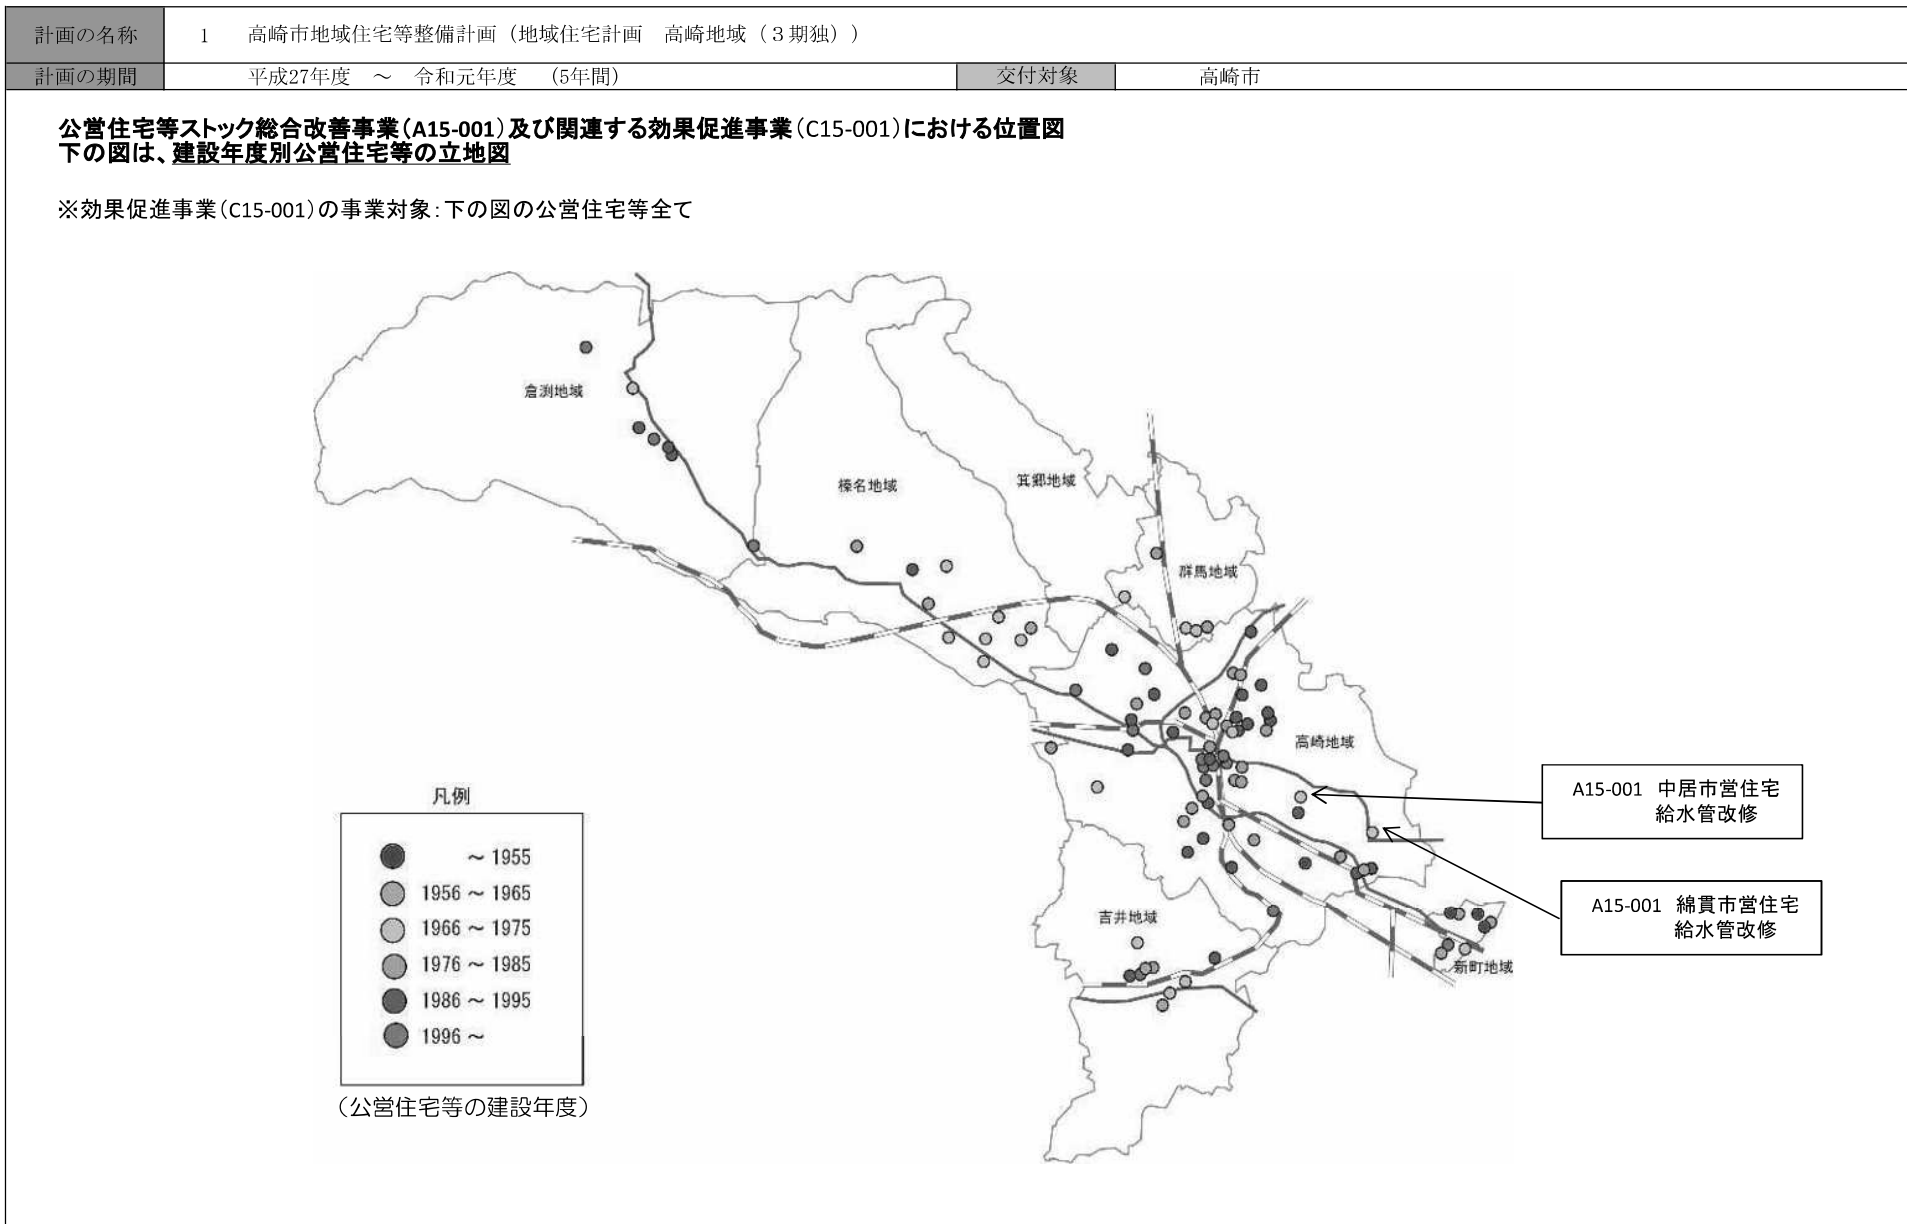 計画の名称 1 高崎市地域住宅等整備計画（地域住宅計画　高崎地域（３期独））
計画の期間 平成27年度 ～ 令和元年度 （5年間） 交付対象 高崎市
公営住宅等ストック総合改善事業（A15-001）及び関連する効果促進事業（C15-001）における位置図
下の図は、建設年度別公営住宅等の立地図
※効果促進事業（C15-001）の事業対象：下の図の公営住宅等全て
倉渕地域
榛名地域
箕郷地域
群馬地域
高崎地域
A15-001 中居市営住宅
給水管改修
A15-001 綿貫市営住宅
給水管改修
吉井地域
新町地域
凡例
～1955
1956～1965
1966～1975
1976～1985
1986～1995
1996～
（公営住宅等の建設年度）